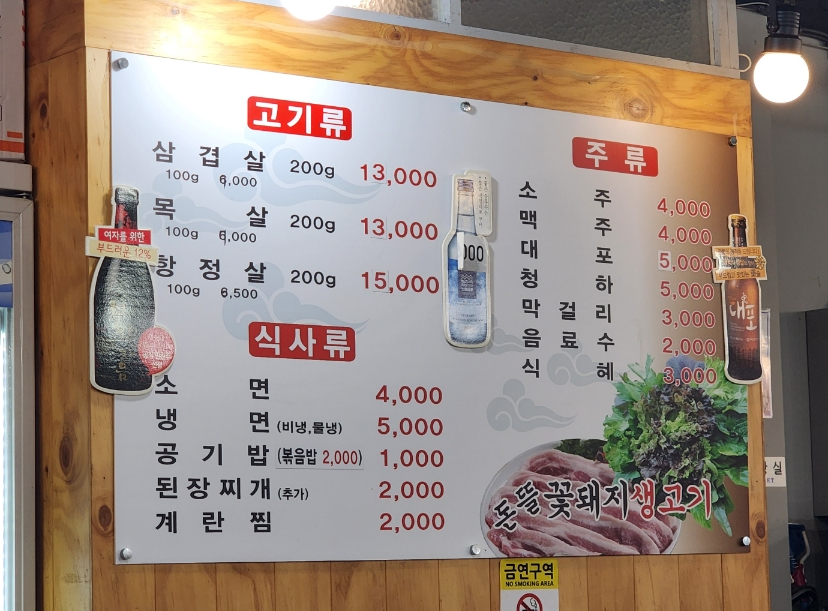 고기류
삼겹살 200g 13,000
100g 6,000
목살 200g 13,000
100g 6,000
항정살 200g 15,000
100g 6,500
식사류
소면 4,000
냉면 (비냉,물냉) 5,000
공기밥 (볶음밥 2,000) 1,000
된장찌개 (추가) 2,000
계란찜 2,000
주류
소주 4,000
맥주 4,000
대포 5,000
청하 5,000
막걸리 3,000
음료수 2,000
식혜 3,000
돈뜰꽃돼지생고기
여자를 위한
부드러운 12%
대포
금연구역
NO SMOKING AREA